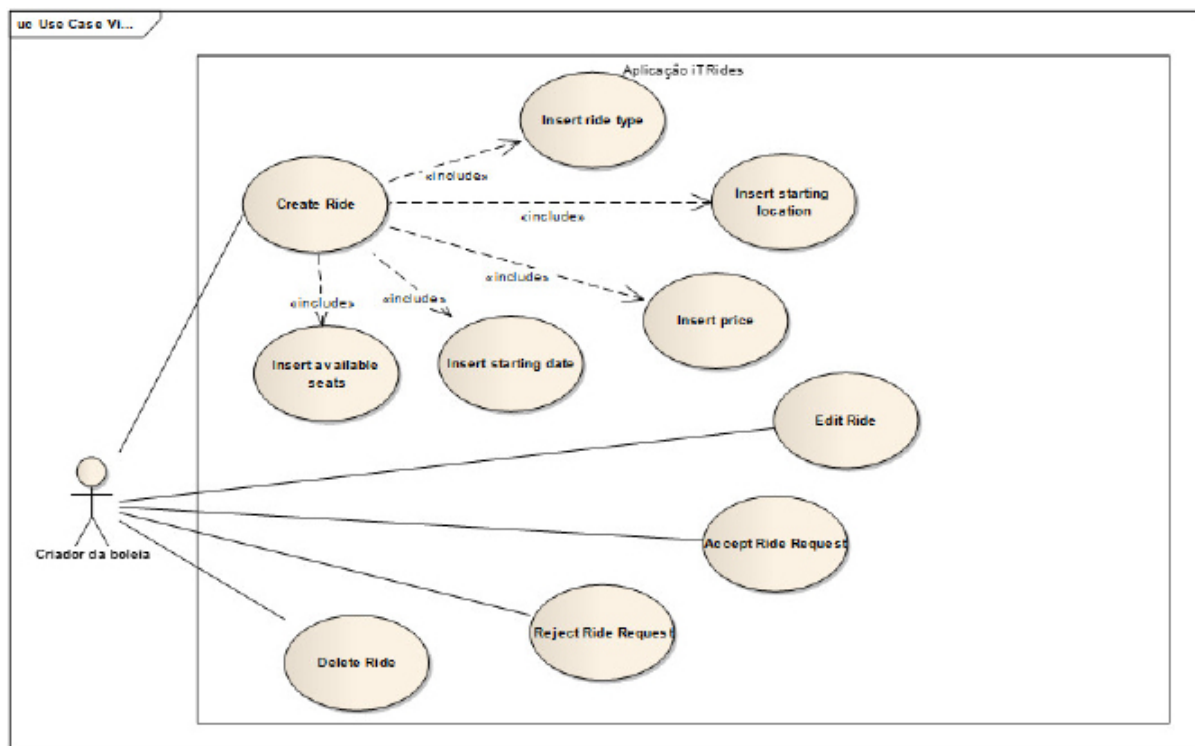 uc Use Case Vi...
Aplicação iTRides
Insert ride type
«include»
Create Ride
Insert starting
location
«include»
«include»
«include»
«include»
Insert price
Insert available
seats
Insert starting date
Edit Ride
Accept Ride Request
Criador da boleia
Reject Ride Request
Delete Ride